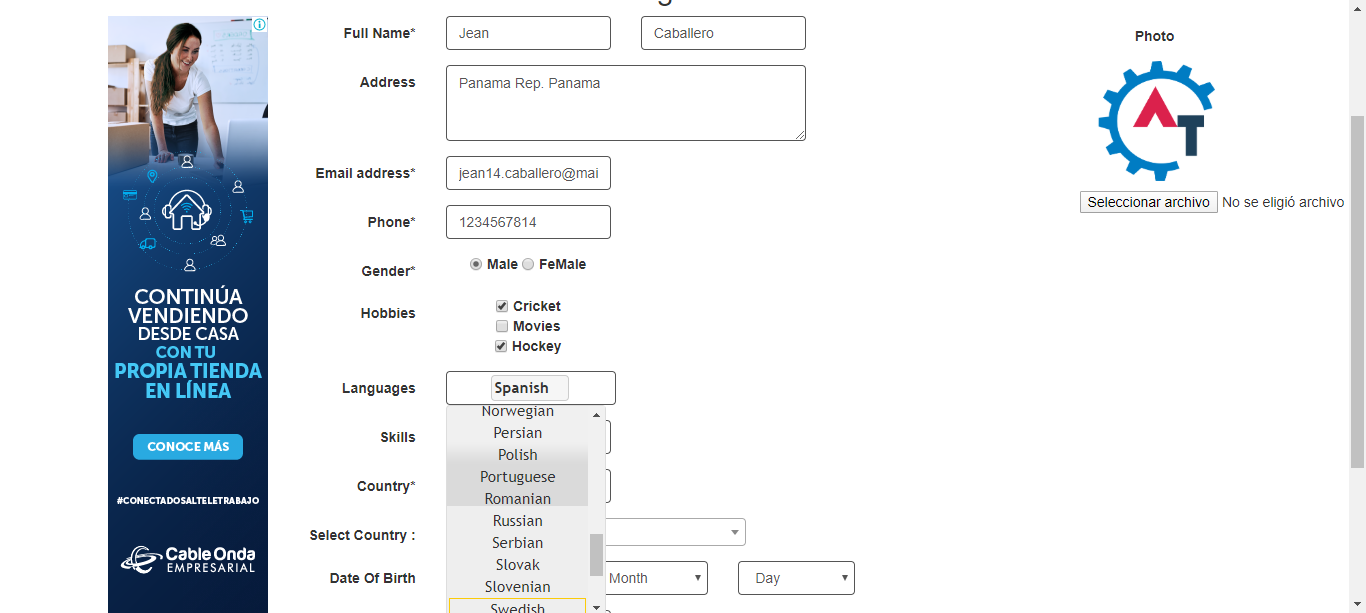 Full Name*
Jean
Caballero
Address
Panama Rep. Panama
Email address*
jean14.caballero@mai
Phone*
1234567814
Gender*
Male
FeMale
Hobbies
Cricket
Movies
Hockey
Languages
Spanish
Norwegian
Persian
Polish
Portuguese
Romanian
Russian
Serbian
Slovak
Slovenian
Swedish
Skills
Country*
Select Country :
Date Of Birth
Month
Day
Photo
AT
Seleccionar archivo
No se eligió archivo
CONTINÚA
VENDIENDO
DESDE CASA
CON TU
PROPIA TIENDA
EN LÍNEA
CONOCE MÁS
#CONECTADOSALTELETRABAJO
Cable Onda
EMPRESARIAL